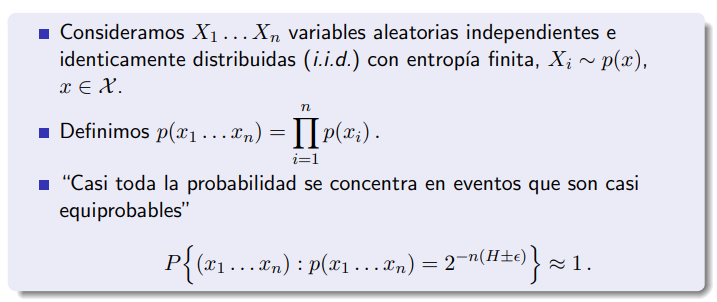 ■ Consideramos X₁ … Xₙ variables aleatorias independientes e
identicamente distribuidas (i.i.d.) con entropía finita, Xᵢ ∼ p(x),
x ∈ 𝒳.
■ Definimos p(x₁ … xₙ) = ∏ᵢ₌₁ⁿ p(xᵢ) .
■ “Casi toda la probabilidad se concentra en eventos que son casi
equiprobables”
P{(x₁ … xₙ) : p(x₁ … xₙ) = 2^{−n(H±ϵ)}} ≈ 1 .